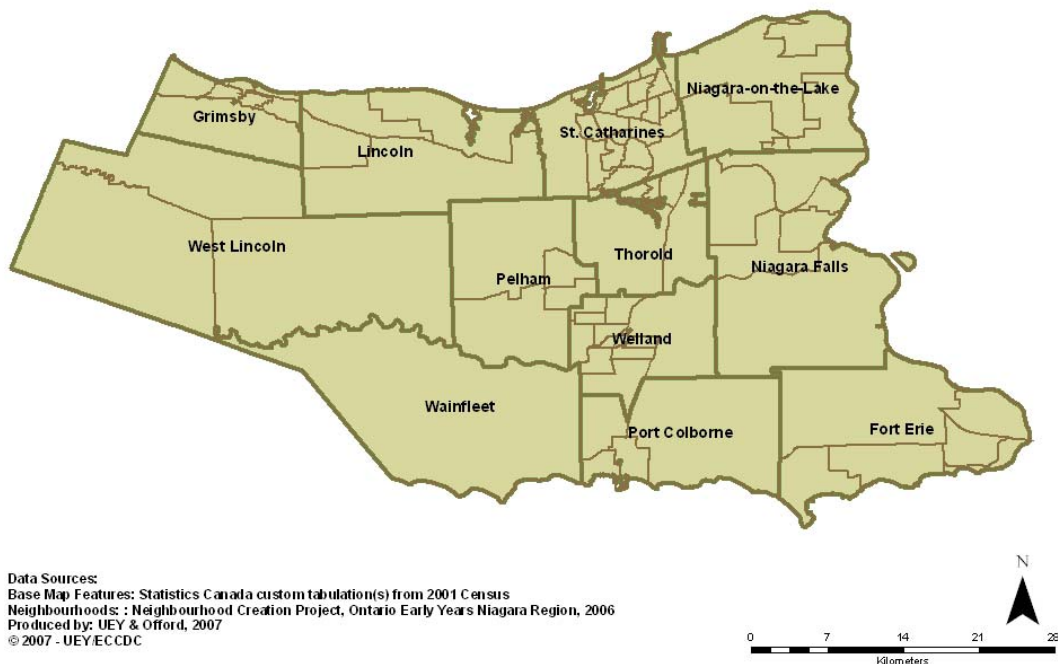 Niagara-on-the-Lake
Grimsby
St. Catharines
Lincoln
West Lincoln
Thorold
Niagara Falls
Pelham
Welland
Wainfleet
Port Colborne
Fort Erie
Data Sources:
Base Map Features: Statistics Canada custom tabulation(s) from 2001 Census
Neighbourhoods: : Neighbourhood Creation Project, Ontario Early Years Niagara Region, 2006
Produced by: UEY & Offord, 2007
© 2007 - UEY/ECCDC
N
0 7 14 21 28
Kilometers